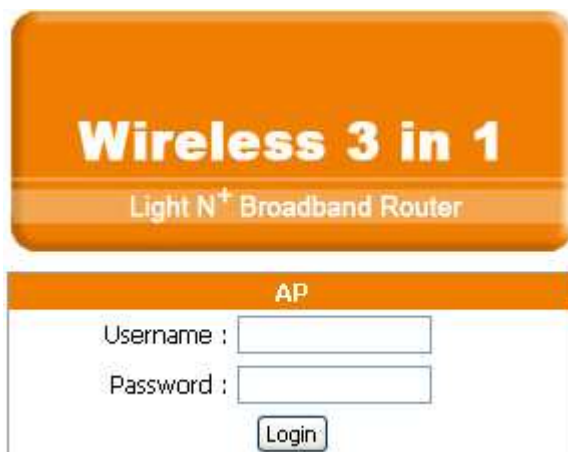 Wireless 3 in 1
Light N+ Broadband Router
AP
Username :
Password :
Login